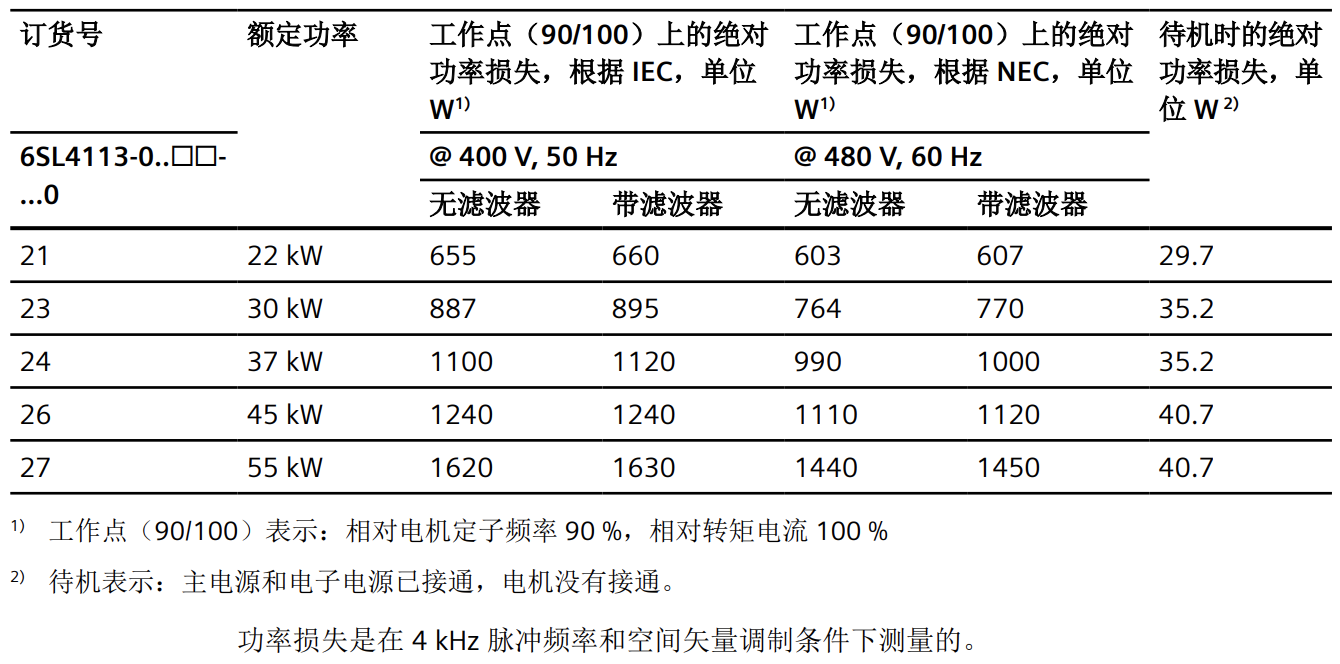 订货号 额定功率 工作点（90/100）上的绝对 工作点（90/100）上的绝对 待机时的绝对
功率损失，根据 IEC，单位 功率损失，根据 NEC，单位 功率损失，单
W1) W1) 位 W 2)
6SL4113-0..□□- @ 400 V, 50 Hz @ 480 V, 60 Hz
...0 无滤波器 带滤波器 无滤波器 带滤波器
21 22 kW 655 660 603 607 29.7
23 30 kW 887 895 764 770 35.2
24 37 kW 1100 1120 990 1000 35.2
26 45 kW 1240 1240 1110 1120 40.7
27 55 kW 1620 1630 1440 1450 40.7
1) 工作点（90/100）表示：相对电机定子频率 90 %，相对转矩电流 100 %
2) 待机表示：主电源和电子电源已接通，电机没有接通。
功率损失是在 4 kHz 脉冲频率和空间矢量调制条件下测量的。